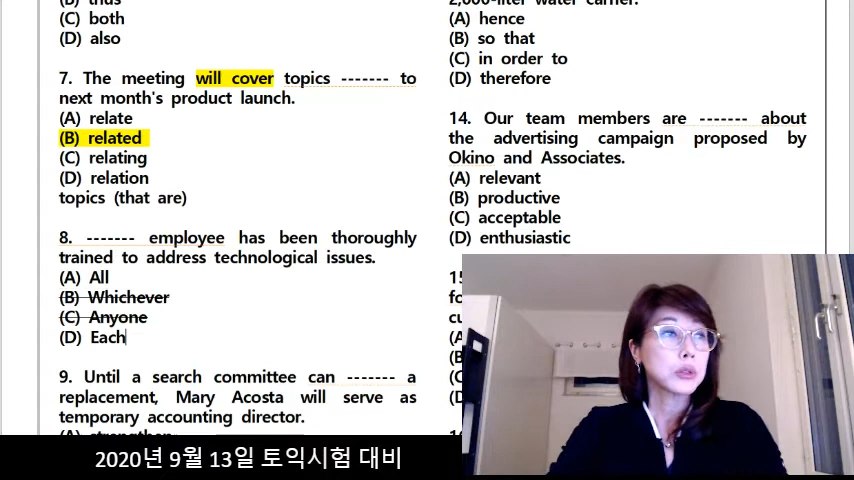 (B) thus
(C) both
(D) also
7. The meeting will cover topics ------- to
next month's product launch.
(A) relate
(B) related
(C) relating
(D) relation
topics (that are)
8. ------- employee has been thoroughly
trained to address technological issues.
(A) All
(B) Whichever
(C) Anyone
(D) Each
9. Until a search committee can ------- a
replacement, Mary Acosta will serve as
temporary accounting director.
(A) strengthen
2,000-liter water carrier.
(A) hence
(B) so that
(C) in order to
(D) therefore
14. Our team members are ------- about
the advertising campaign proposed by
Okino and Associates.
(A) relevant
(B) productive
(C) acceptable
(D) enthusiastic
2020년 9월 13일 토익시험 대비